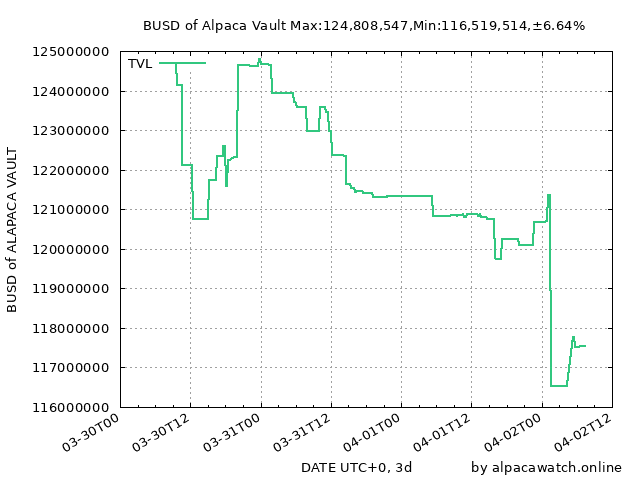 BUSD of Alpaca Vault Max:124,808,547,Min:116,519,514,±6.64%
TVL
BUSD of ALAPACA VAULT
125000000
124000000
123000000
122000000
121000000
120000000
119000000
118000000
117000000
116000000
03-30T00
03-30T12
03-31T00
03-31T12
04-01T00
04-01T12
04-02T00
04-02T12
DATE UTC+0, 3d
by alpacawatch.online